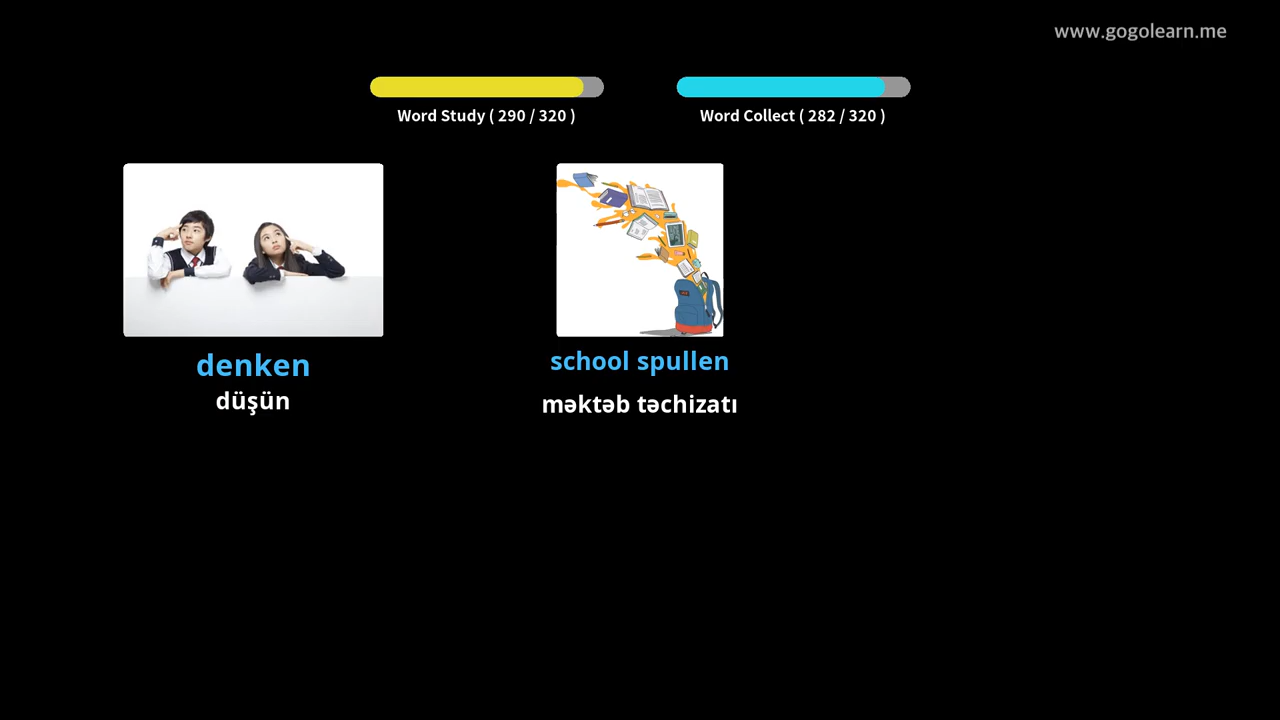 www.gogolearn.me
Word Study ( 290 / 320 )
Word Collect ( 282 / 320 )
denken
düşün
school spullen
məktəb təchizatı